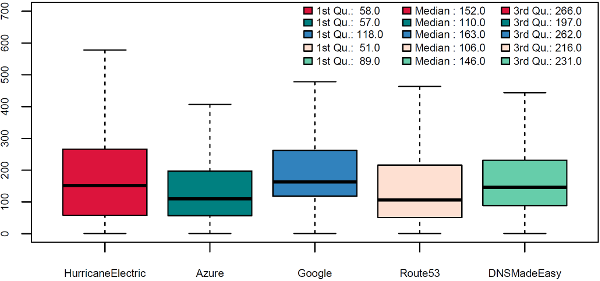 700
600
500
400
300
200
100
0
1st Qu.: 58.0 Median : 152.0 3rd Qu.: 266.0
1st Qu.: 57.0 Median : 110.0 3rd Qu.: 197.0
1st Qu.: 118.0 Median : 163.0 3rd Qu.: 262.0
1st Qu.: 51.0 Median : 106.0 3rd Qu.: 216.0
1st Qu.: 89.0 Median : 146.0 3rd Qu.: 231.0
HurricaneElectric Azure Google Route53 DNSMadeEasy